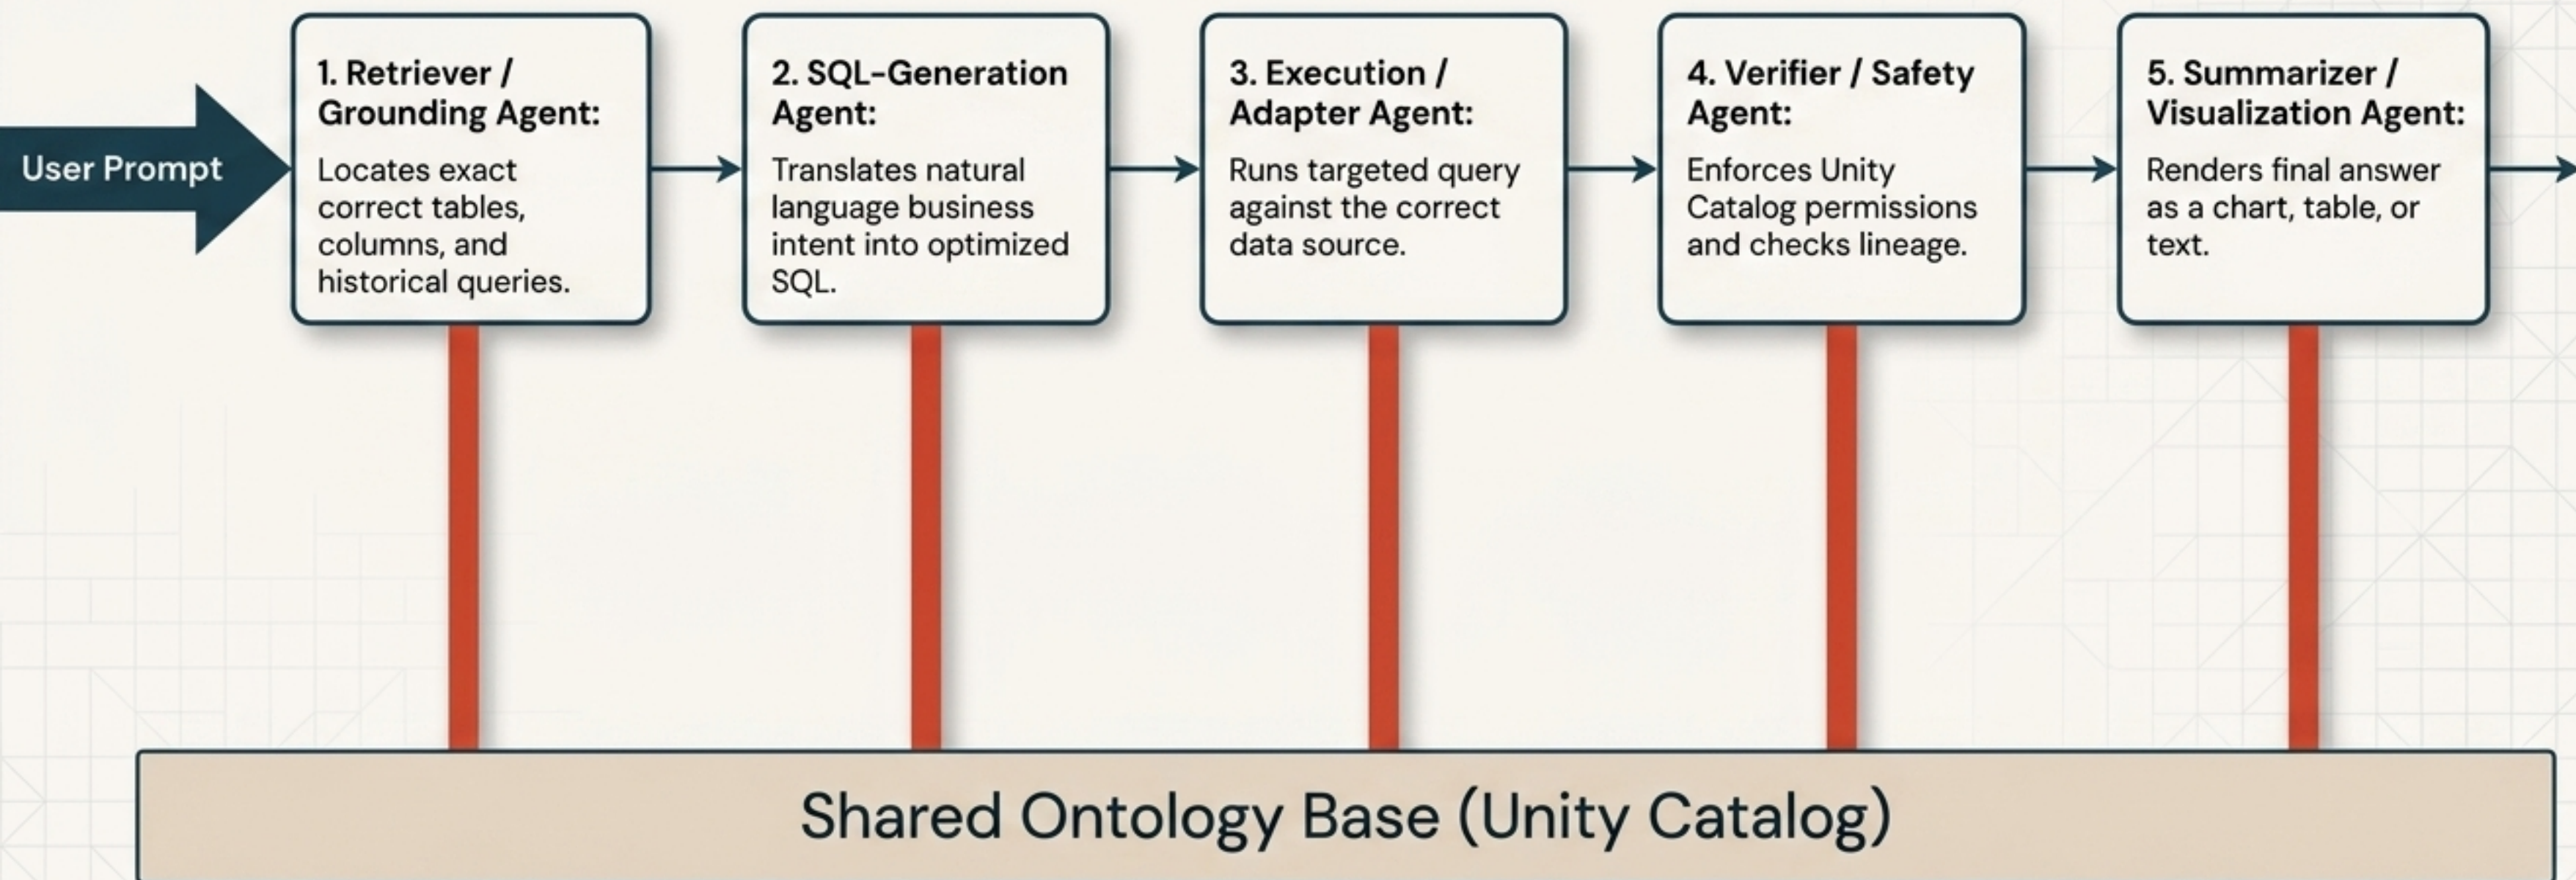 User Prompt
1. Retriever /
Grounding Agent:
Locates exact
correct tables,
columns, and
historical queries.
2. SQL-Generation
Agent:
Translates natural
language business
intent into optimized
SQL.
3. Execution /
Adapter Agent:
Runs targeted query
against the correct
data source.
4. Verifier / Safety
Agent:
Enforces Unity
Catalog permissions
and checks lineage.
5. Summarizer /
Visualization Agent:
Renders final answer
as a chart, table, or
text.
Shared Ontology Base (Unity Catalog)